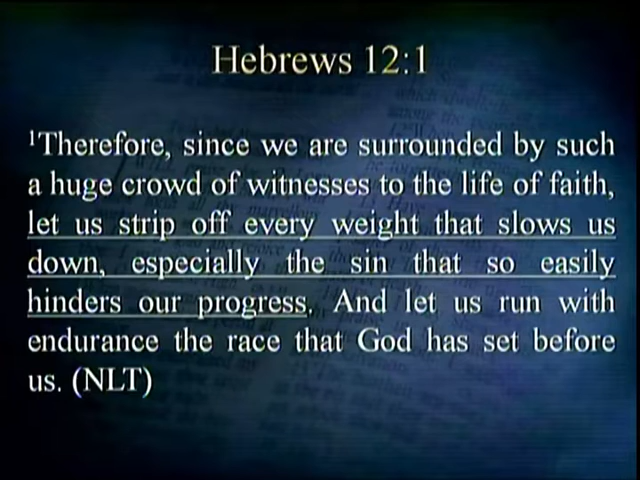 Hebrews 12:1
¹Therefore, since we are surrounded by such
a huge crowd of witnesses to the life of faith,
let us strip off every weight that slows us
down, especially the sin that so easily
hinders our progress. And let us run with
endurance the race that God has set before
us. (NLT)